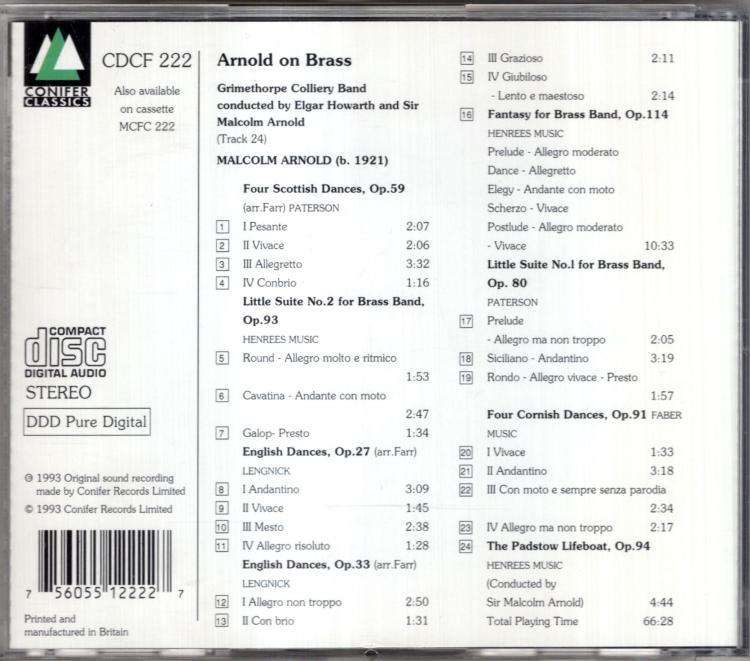 CONIFER
CLASSICS
CDCF 222
Also available
on cassette
MCFC 222
COMPACT
disc
DIGITAL AUDIO
STEREO
DDD Pure Digital
℗ 1993 Original sound recording
made by Conifer Records Limited
© 1993 Conifer Records Limited
7 56055 12222 7
Printed and
manufactured in Britain
Arnold on Brass
Grimethorpe Colliery Band
conducted by Elgar Howarth and Sir
Malcolm Arnold
(Track 24)
MALCOLM ARNOLD (b. 1921)
Four Scottish Dances, Op.59
(arr.Farr) PATERSON
1 I Pesante 2:07
2 II Vivace 2:06
3 III Allegretto 3:32
4 IV Conbrio 1:16
Little Suite No.2 for Brass Band,
Op.93
HENREES MUSIC
5 Round - Allegro molto e ritmico
1:53
6 Cavatina - Andante con moto
2:47
7 Galop- Presto 1:34
English Dances, Op.27 (arr.Farr)
LENGNICK
8 I Andantino 3:09
9 II Vivace 1:45
10 III Mesto 2:38
11 IV Allegro risoluto 1:28
English Dances, Op.33 (arr.Farr)
LENGNICK
12 I Allegro non troppo 2:50
13 II Con brio 1:31
14 III Grazioso 2:11
15 IV Giubiloso
- Lento e maestoso 2:14
16 Fantasy for Brass Band, Op.114
HENREES MUSIC
Prelude - Allegro moderato
Dance - Allegretto
Elegy - Andante con moto
Scherzo - Vivace
Postlude - Allegro moderato
- Vivace 10:33
Little Suite No.l for Brass Band,
Op. 80
PATERSON
17 Prelude
- Allegro ma non troppo 2:05
18 Siciliano - Andantino 3:19
19 Rondo - Allegro vivace - Presto
1:57
Four Cornish Dances, Op.91 FABER
MUSIC
20 I Vivace 1:33
21 II Andantino 3:18
22 III Con moto e sempre senza parodia
2:34
23 IV Allegro ma non troppo 2:17
24 The Padstow Lifeboat, Op.94
HENREES MUSIC
(Conducted by
Sir Malcolm Arnold) 4:44
Total Playing Time 66:28